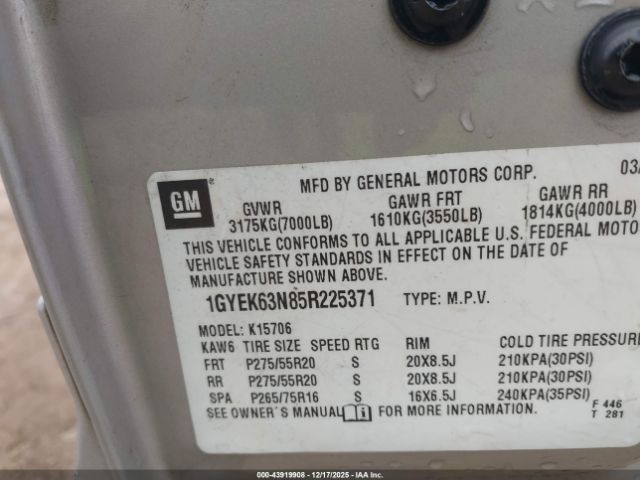 MFD BY GENERAL MOTORS CORP. 03/
GM GVWR GAWR FRT GAWR RR
3175KG(7000LB) 1610KG(3550LB) 1814KG(4000LB)
THIS VEHICLE CONFORMS TO ALL APPLICABLE U.S. FEDERAL MOTO
VEHICLE SAFETY STANDARDS IN EFFECT ON THE DATE OF
MANUFACTURE SHOWN ABOVE.
1GYEK63N85R225371 TYPE: M.P.V.
MODEL: K15706
KAW6 TIRE SIZE SPEED RTG RIM COLD TIRE PRESSUR
FRT P275/55R20 S 20X8.5J 210KPA(30PSI)
RR P275/55R20 S 20X8.5J 210KPA(30PSI)
SPA P265/75R16 S 16X6.5J 240KPA(35PSI)
SEE OWNER'S MANUAL i FOR MORE INFORMATION.
F 446
T 281
000-43919908 - 12/17/2025 - IAAI.com